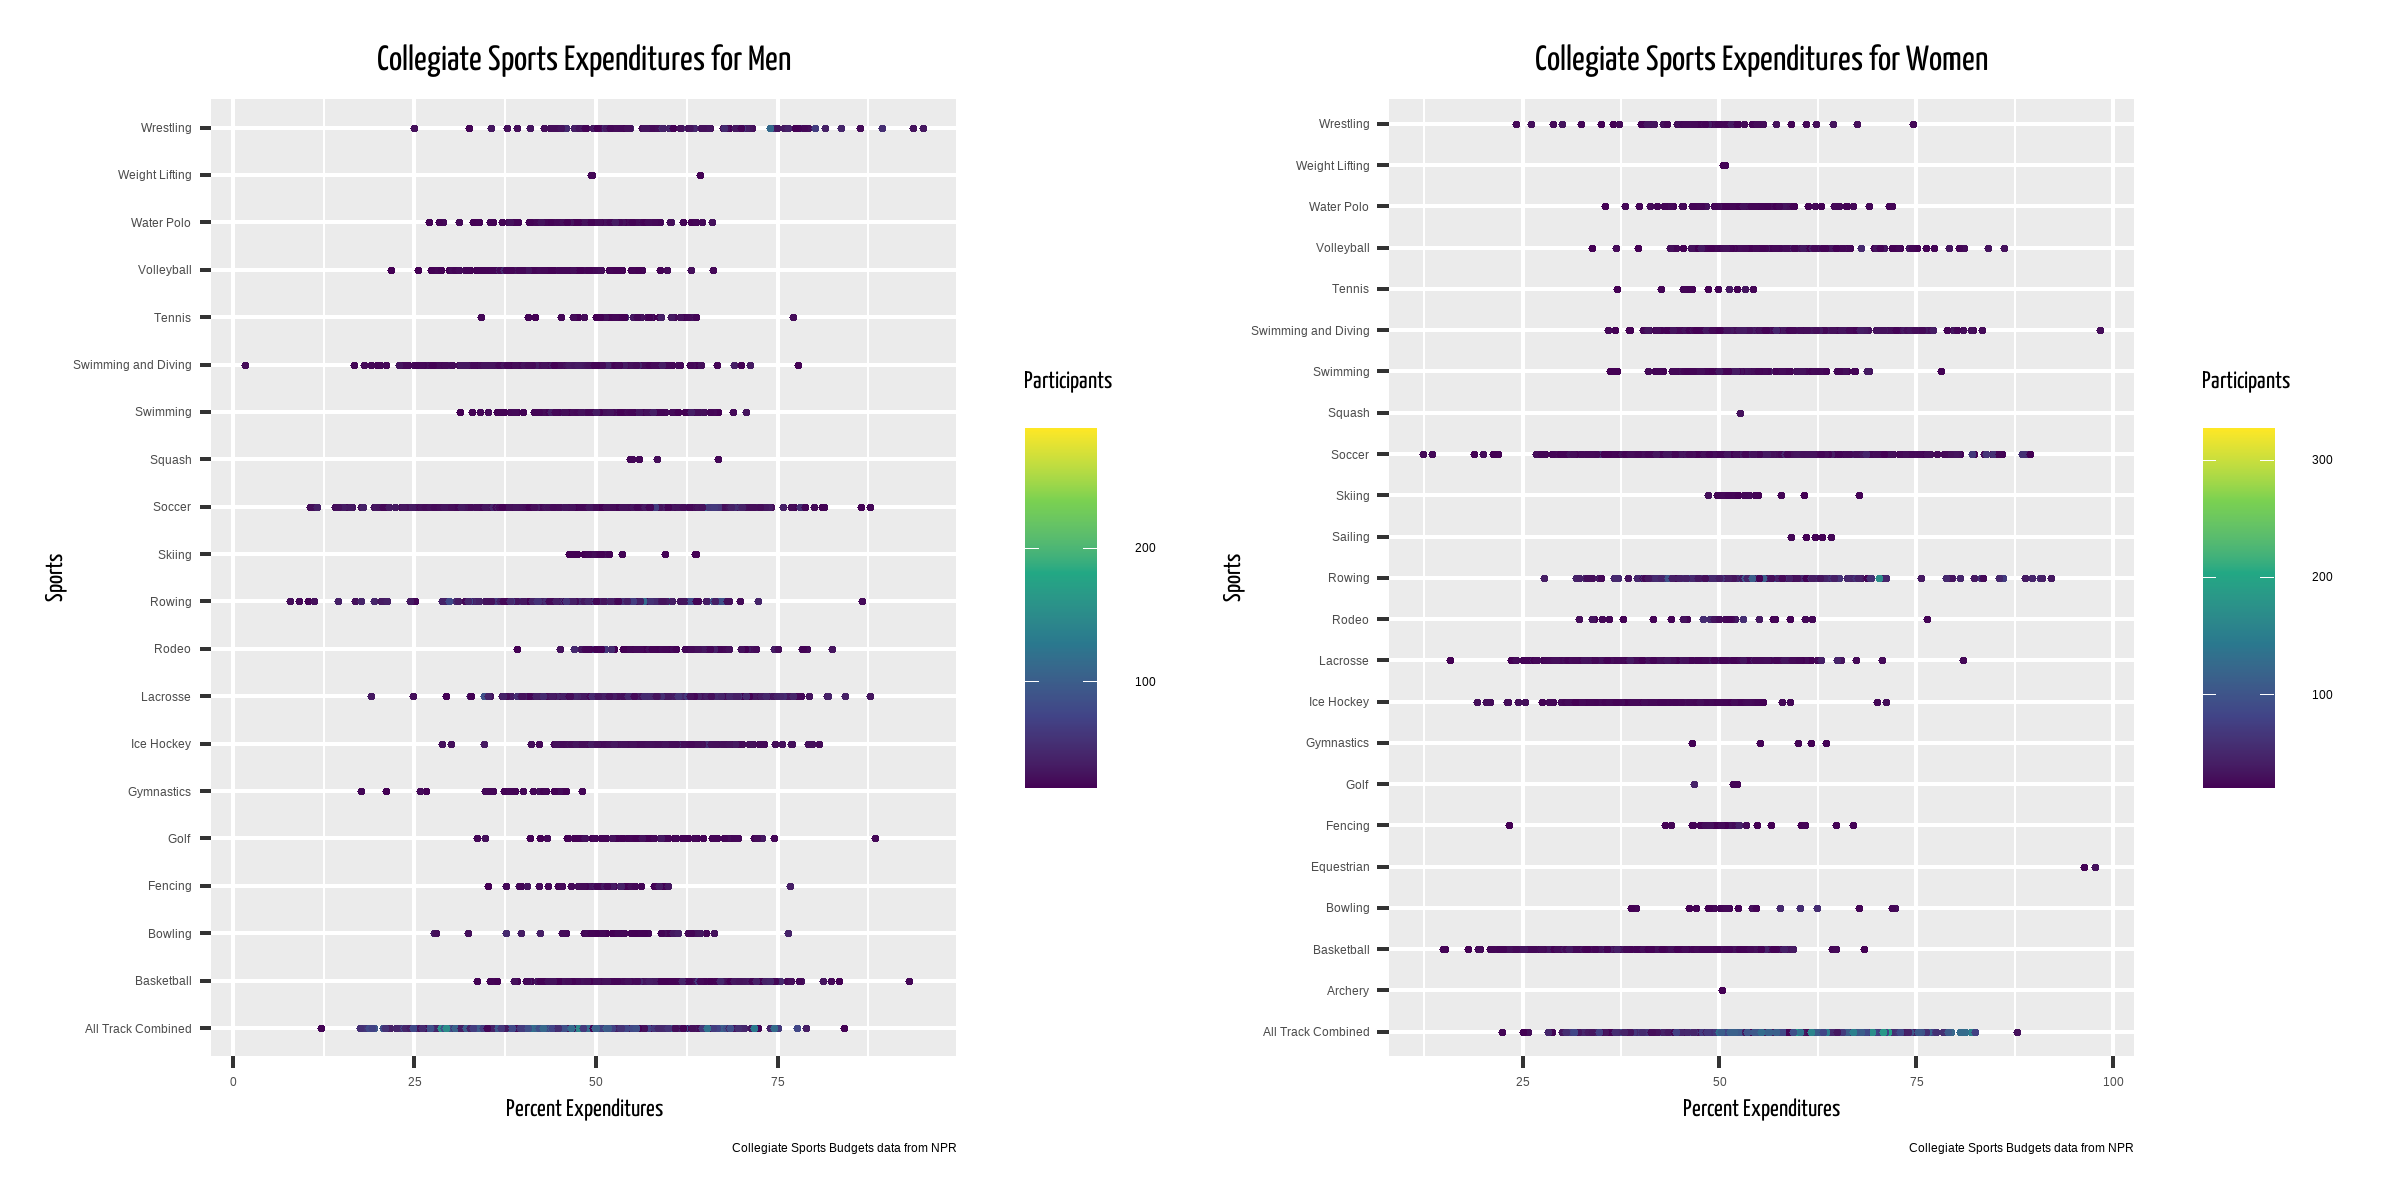 Collegiate Sports Expenditures for Men
Wrestling
Weight Lifting
Water Polo
Volleyball
Tennis
Swimming and Diving
Swimming
Squash
Soccer
Skiing
Rowing
Rodeo
Lacrosse
Ice Hockey
Gymnastics
Golf
Fencing
Bowling
Basketball
All Track Combined
Sports
0 25 50 75
Percent Expenditures
Collegiate Sports Budgets data from NPR
Participants
200
100
Collegiate Sports Expenditures for Women
Wrestling
Weight Lifting
Water Polo
Volleyball
Tennis
Swimming and Diving
Swimming
Squash
Soccer
Skiing
Sailing
Rowing
Rodeo
Lacrosse
Ice Hockey
Gymnastics
Golf
Fencing
Equestrian
Bowling
Basketball
Archery
All Track Combined
Sports
25 50 75 100
Percent Expenditures
Collegiate Sports Budgets data from NPR
Participants
300
200
100